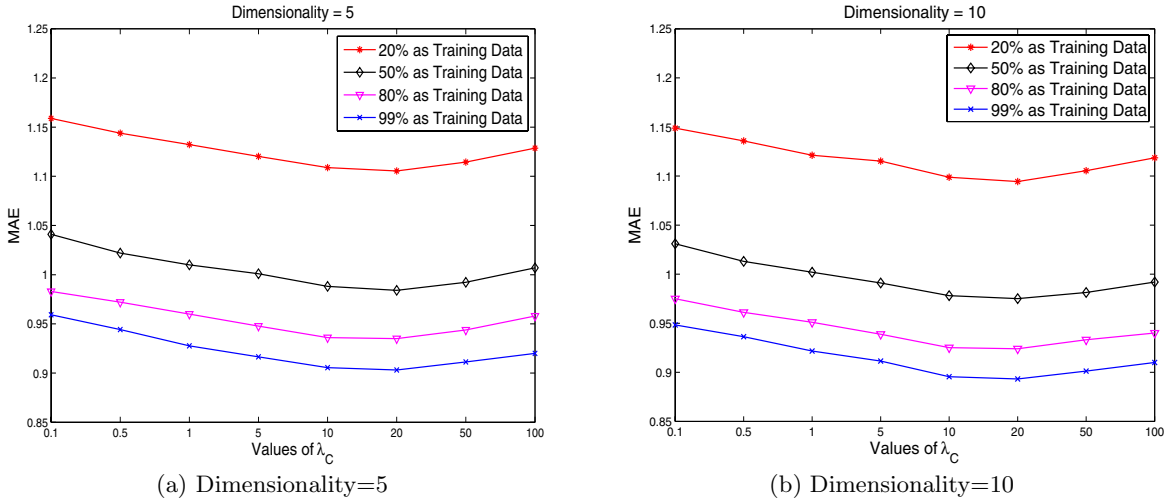 Dimensionality = 5
1.25
1.2
1.15
1.1
1.05
1
0.95
0.9
0.85
MAE
20% as Training Data
50% as Training Data
80% as Training Data
99% as Training Data
0.1 0.5 1 5 10 20 50 100
Values of λ_C
(a) Dimensionality=5
Dimensionality = 10
1.25
1.2
1.15
1.1
1.05
1
0.95
0.9
0.85
MAE
20% as Training Data
50% as Training Data
80% as Training Data
99% as Training Data
0.1 0.5 1 5 10 20 50 100
Values of λ_C
(b) Dimensionality=10